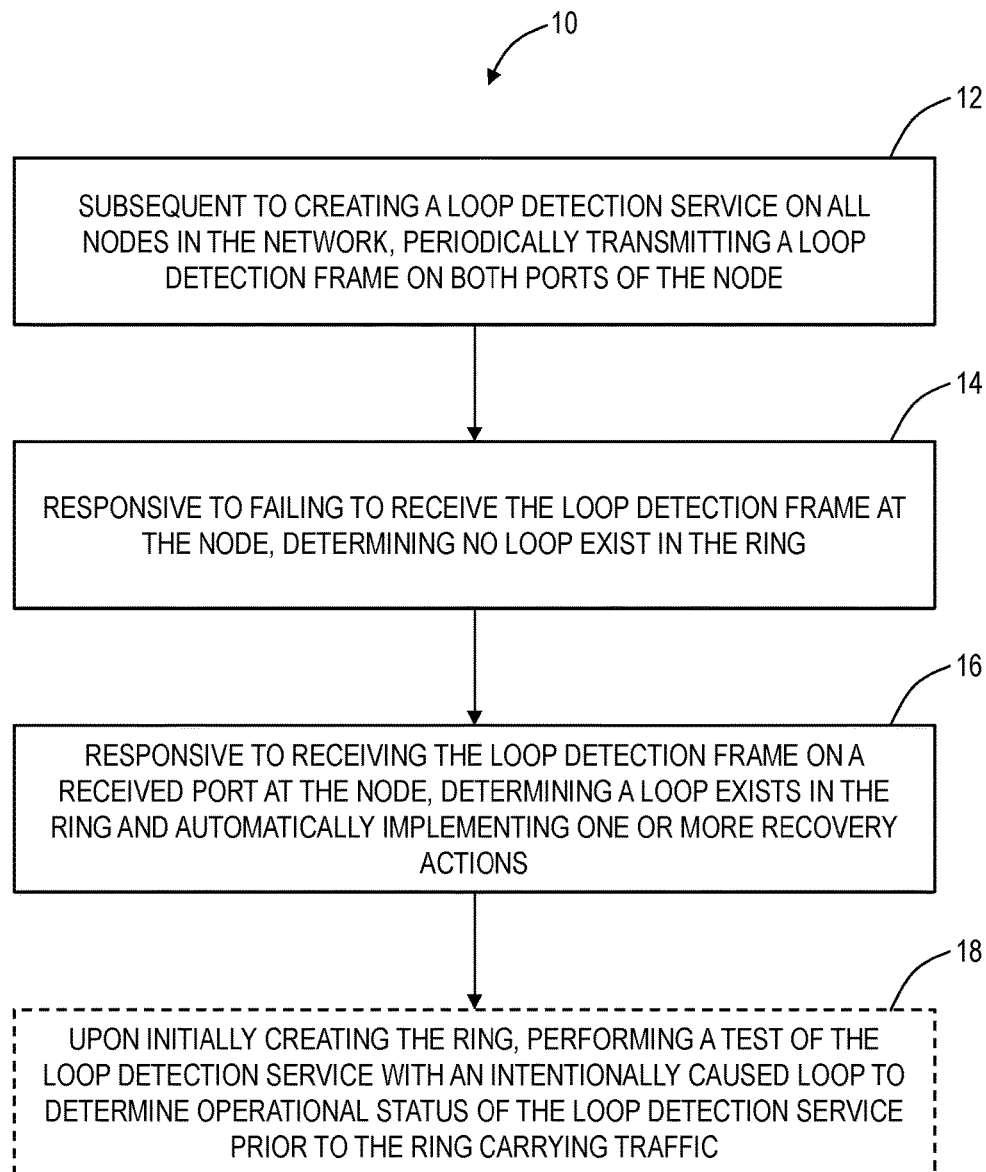 10
12
SUBSEQUENT TO CREATING A LOOP DETECTION SERVICE ON ALL
NODES IN THE NETWORK, PERIODICALLY TRANSMITTING A LOOP
DETECTION FRAME ON BOTH PORTS OF THE NODE
14
RESPONSIVE TO FAILING TO RECEIVE THE LOOP DETECTION FRAME AT
THE NODE, DETERMINING NO LOOP EXIST IN THE RING
16
RESPONSIVE TO RECEIVING THE LOOP DETECTION FRAME ON A
RECEIVED PORT AT THE NODE, DETERMINING A LOOP EXISTS IN THE
RING AND AUTOMATICALLY IMPLEMENTING ONE OR MORE RECOVERY
ACTIONS
18
UPON INITIALLY CREATING THE RING, PERFORMING A TEST OF THE
LOOP DETECTION SERVICE WITH AN INTENTIONALLY CAUSED LOOP TO
DETERMINE OPERATIONAL STATUS OF THE LOOP DETECTION SERVICE
PRIOR TO THE RING CARRYING TRAFFIC